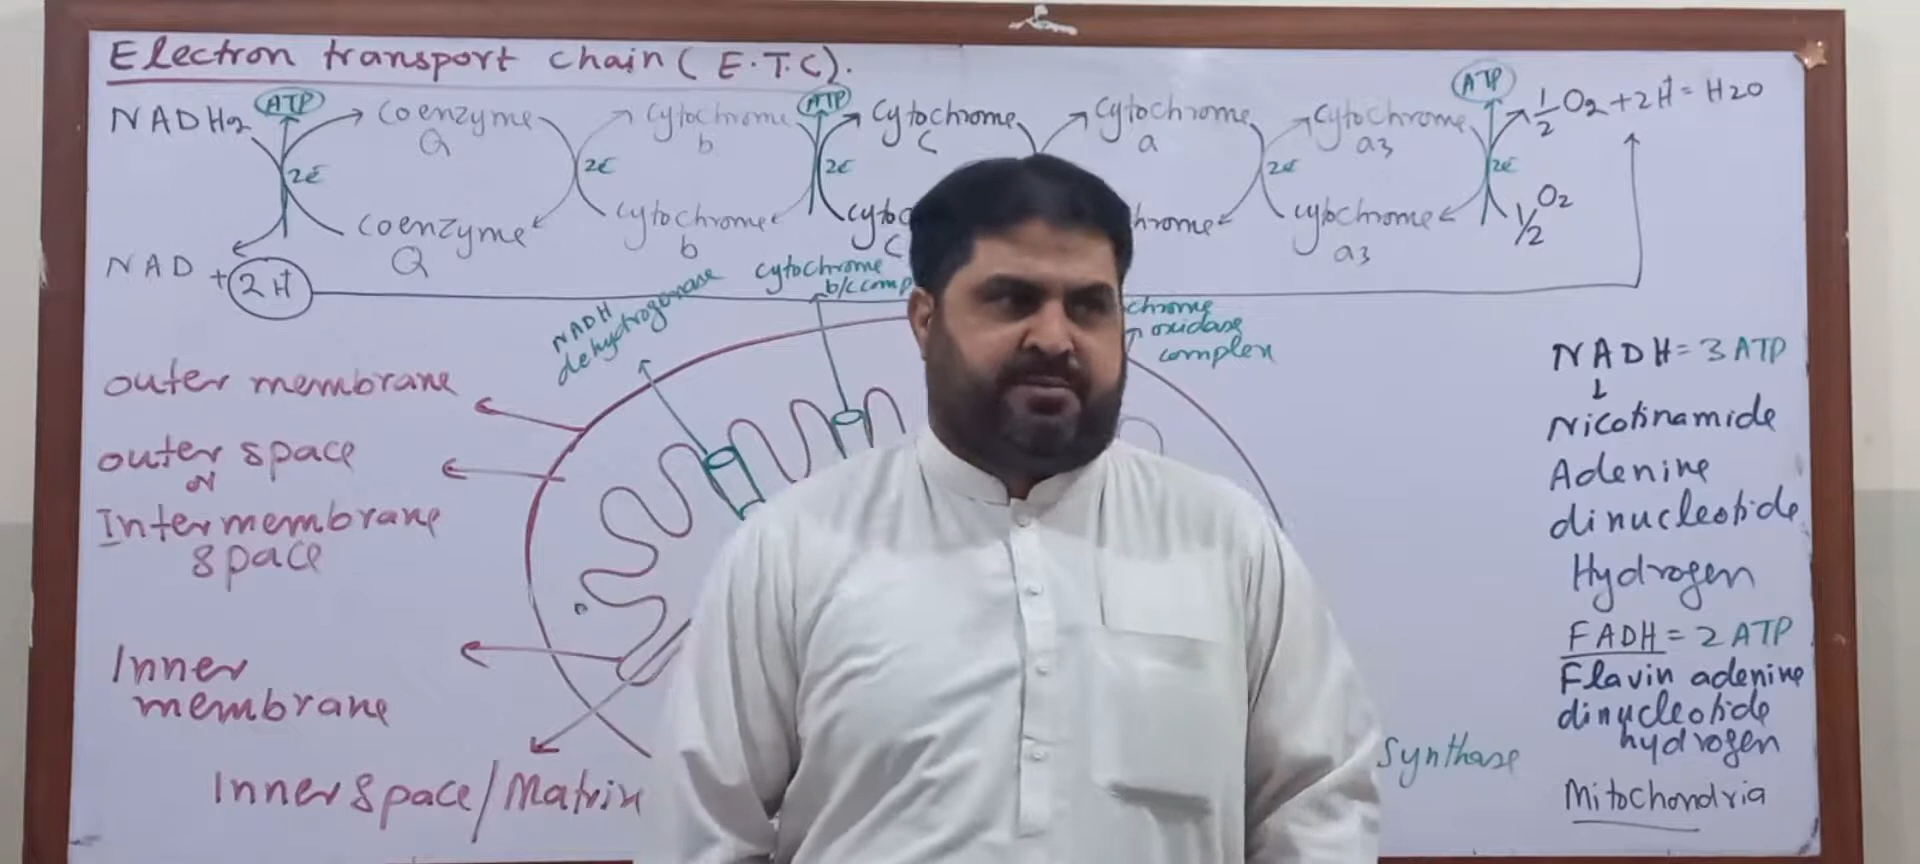 Electron transport chain (E.T.C).
NADH2
ATP
Coenzyme
Q
Cytochrome
b
ATP
Cytochrome
C
Cytochrome
a
Cytochrome
a3
ATP
1/2 O2 + 2H+ = H2O
2e
2e
2e
2e
2e
Coenzyme
Q
cytochrome
b
cyto
C
hrome
cytochrome
a3
1/2 O2
NAD + 2H+
NADH
dehydrogenase
cytochrome
b/c comp
chrome
oxidase
complex
outer membrane
outer space
or
Intermembrane
space
Inner
membrane
Inner space/Matrix
NADH = 3 ATP
↓
Nicotinamide
Adenine
dinucleotide
Hydrogen
FADH = 2 ATP
Flavin adenine
dinucleotide
hydrogen
Synthase
Mitochondria